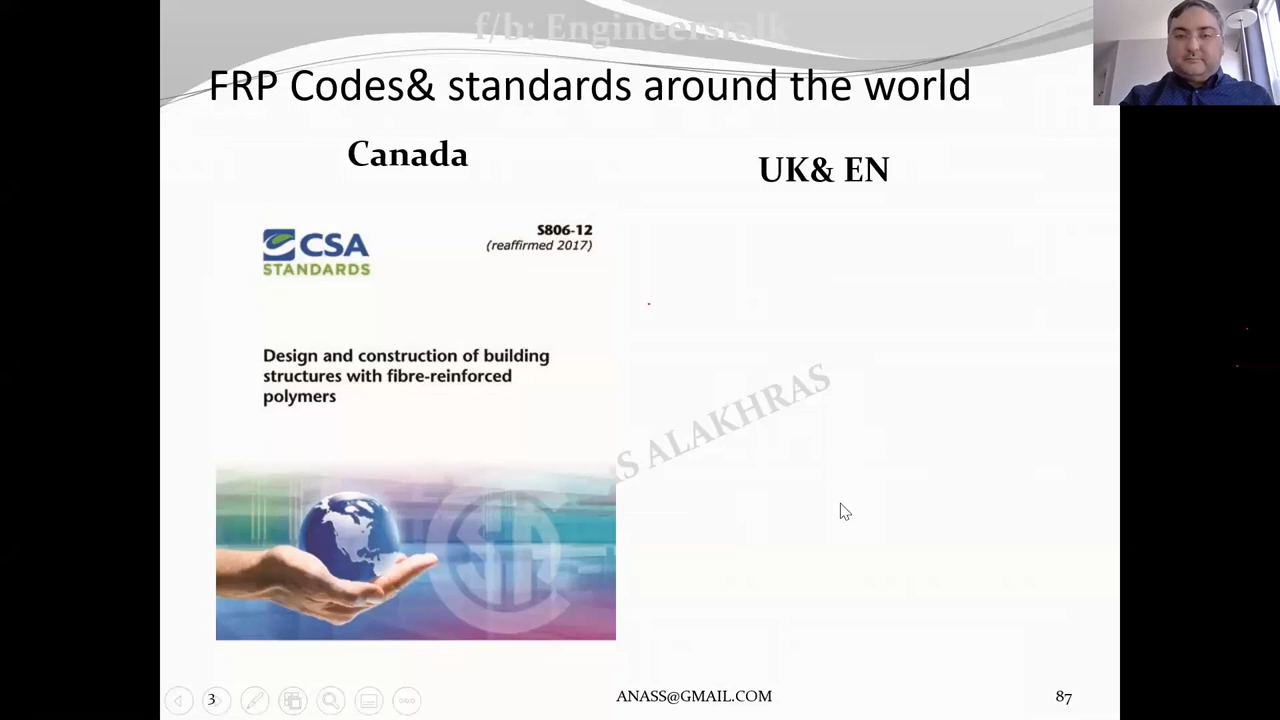 f/b: Engineerstalk
FRP Codes& standards around the world
Canada
UK& EN
CSA
STANDARDS
S806-12
(reaffirmed 2017)
Design and construction of building
structures with fibre-reinforced
polymers
S ALAKHRAS
3
ANASS@GMAIL.COM
87